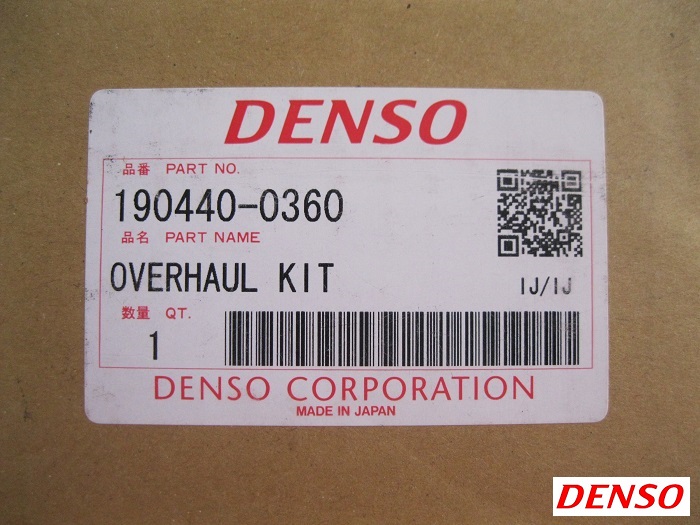 DENSO
品番 PART NO.
190440-0360
品名 PART NAME
OVERHAUL KIT IJ/IJ
数量 QT.
1
DENSO CORPORATION
MADE IN JAPAN
DENSO